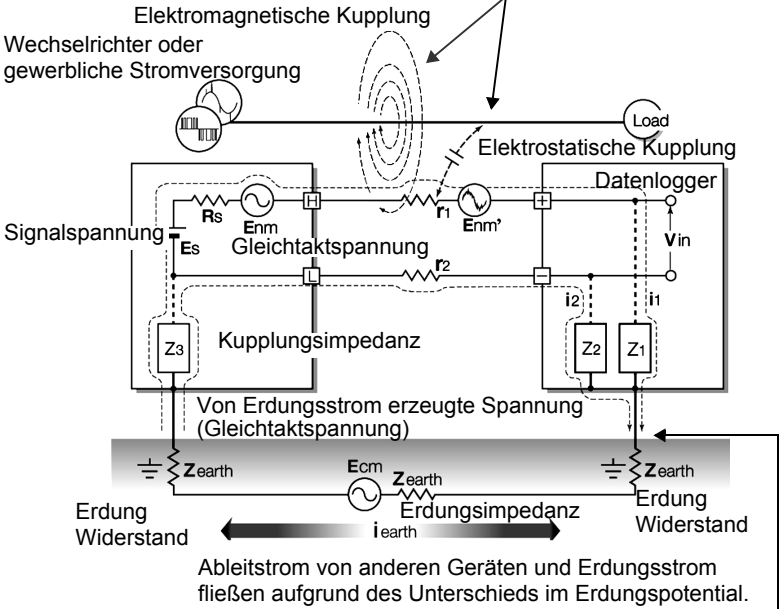 Elektromagnetische Kupplung
Wechselrichter oder
gewerbliche Stromversorgung
Load
Elektrostatische Kupplung
Datenlogger
Rs
Enm
H
r1
Enm'
+
Signalspannung
Es
Gleichtaktspannung
Vin
L
r2
−
i2
i1
Z3
Kupplungsimpedanz
Z2
Z1
Von Erdungsstrom erzeugte Spannung
(Gleichtaktspannung)
Zearth
Ecm
Zearth
Zearth
Erdungsimpedanz
Erdung
Widerstand
iearth
Erdung
Widerstand
Ableitstrom von anderen Geräten und Erdungsstrom
fließen aufgrund des Unterschieds im Erdungspotential.